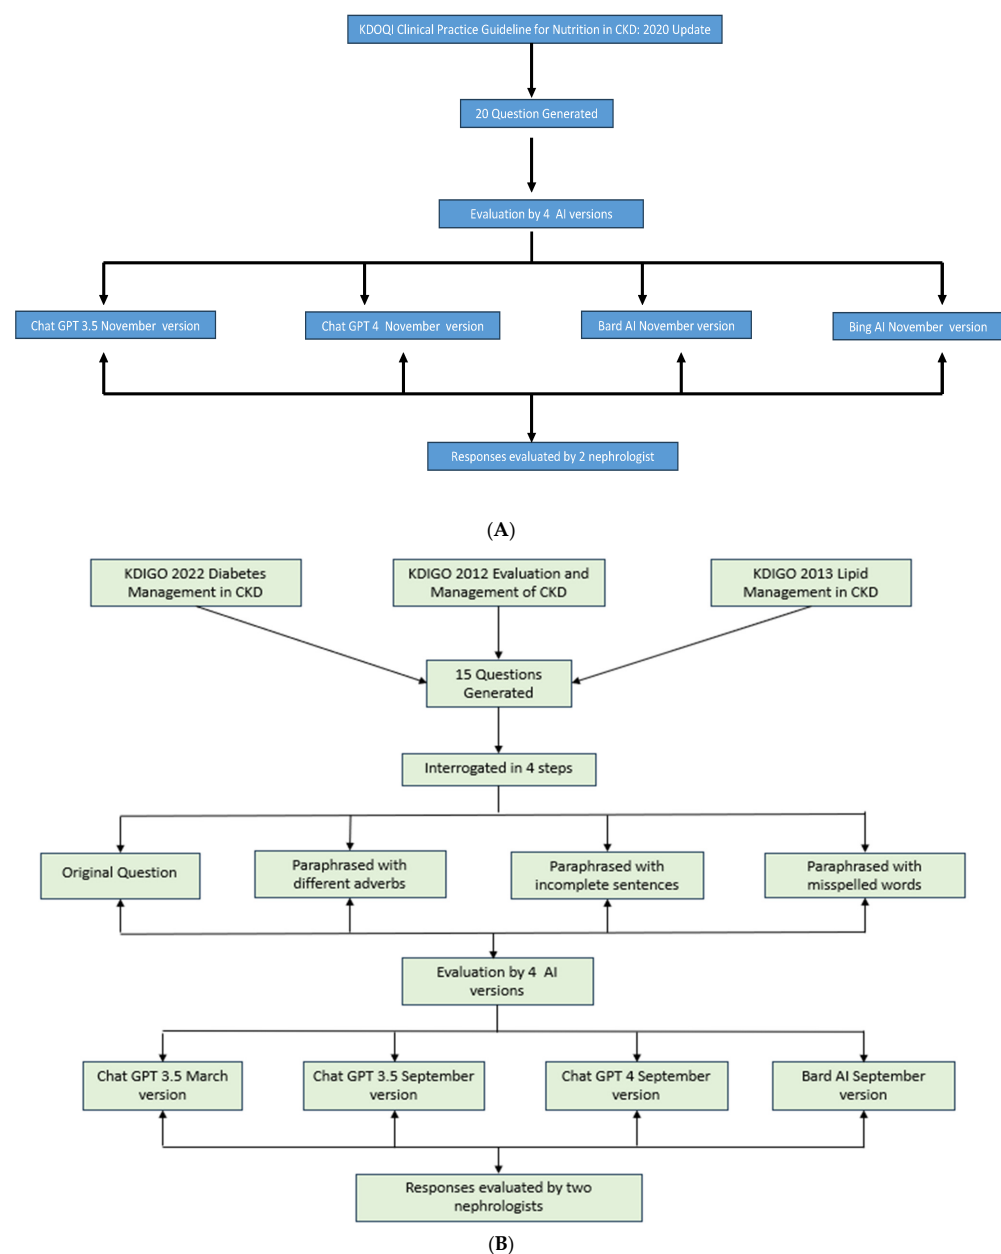 KDOQI Clinical Practice Guideline for Nutrition in CKD: 2020 Update
20 Question Generated
Evaluation by 4 AI versions
Chat GPT 3.5 November version
Chat GPT 4 November version
Bard AI November version
Bing AI November version
Responses evaluated by 2 nephrologist
(A)
KDIGO 2022 Diabetes
Management in CKD
KDIGO 2012 Evaluation and
Management of CKD
KDIGO 2013 Lipid
Management in CKD
15 Questions
Generated
Interrogated in 4 steps
Original Question
Paraphrased with
different adverbs
Paraphrased with
incomplete sentences
Paraphrased with
misspelled words
Evaluation by 4 AI
versions
Chat GPT 3.5 March
version
Chat GPT 3.5 September
version
Chat GPT 4 September
version
Bard AI September
version
Responses evaluated by two
nephrologists
(B)